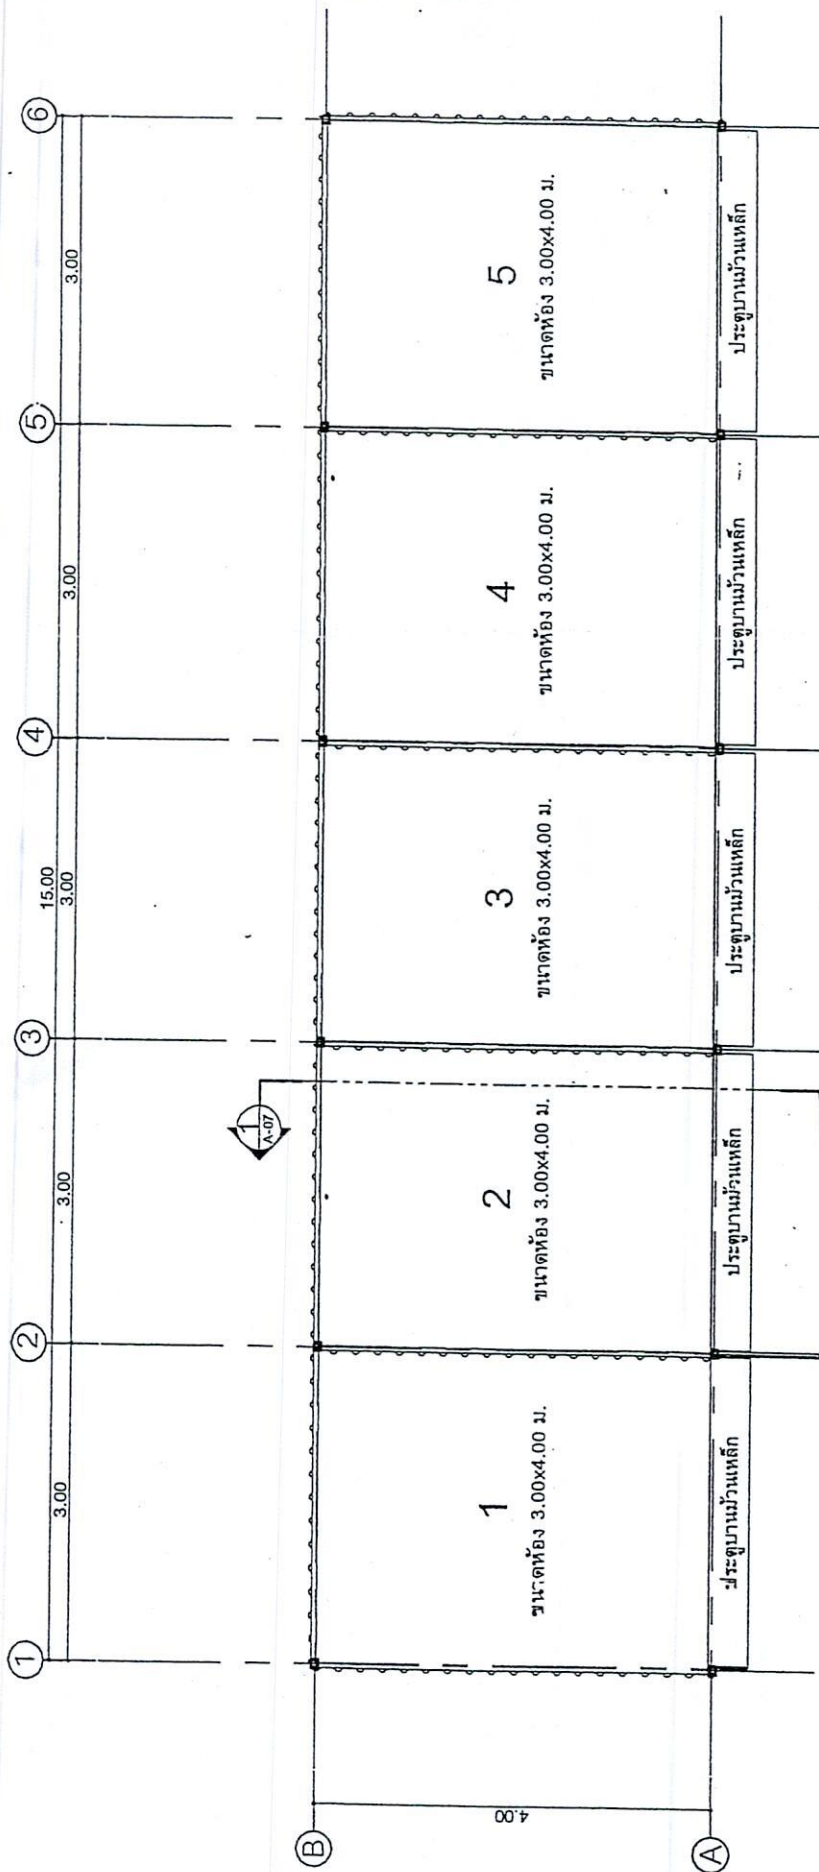 1
2
3
4
5
6
15.00
3.00
3.00
3.00
3.00
3.00
1
A-07
B
A
4.00
1
ขนาดห้อง 3.00x4.00 ม.
2
ขนาดห้อง 3.00x4.00 ม.
3
ขนาดห้อง 3.00x4.00 ม.
4
ขนาดห้อง 3.00x4.00 ม.
5
ขนาดห้อง 3.00x4.00 ม.
ประตูบานม้วนเหล็ก
ประตูบานม้วนเหล็ก
ประตูบานม้วนเหล็ก
ประตูบานม้วนเหล็ก
ประตูบานม้วนเหล็ก